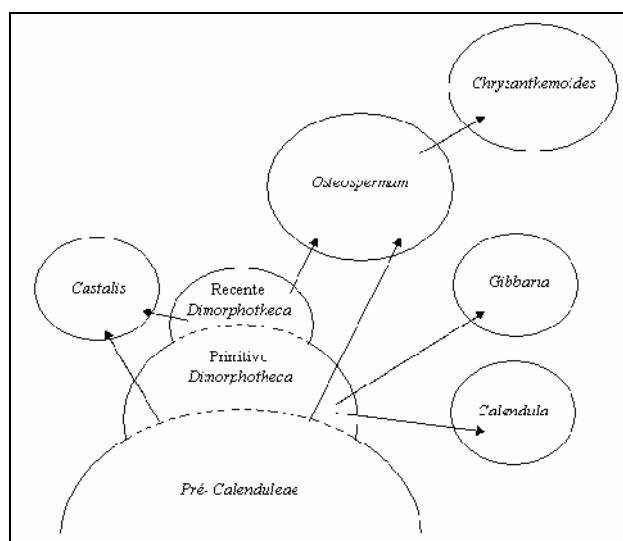 Chrysanthemoides
Osteospermum
Castalis
Recente
Dimorphotheca
Gibbaria
Primitive
Dimorphotheca
Calendula
Pré- Calenduleae